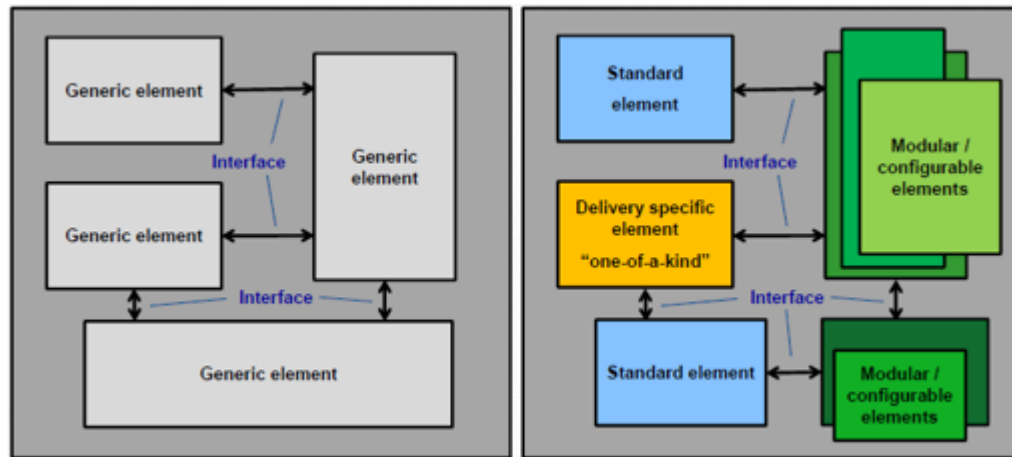 Generic element
Interface
Generic
element
Generic element
Interface
Generic element
Standard
element
Interface
Modular /
configurable
elements
Delivery specific
element
“one-of-a-kind”
Interface
Standard element
Modular /
configurable
elements